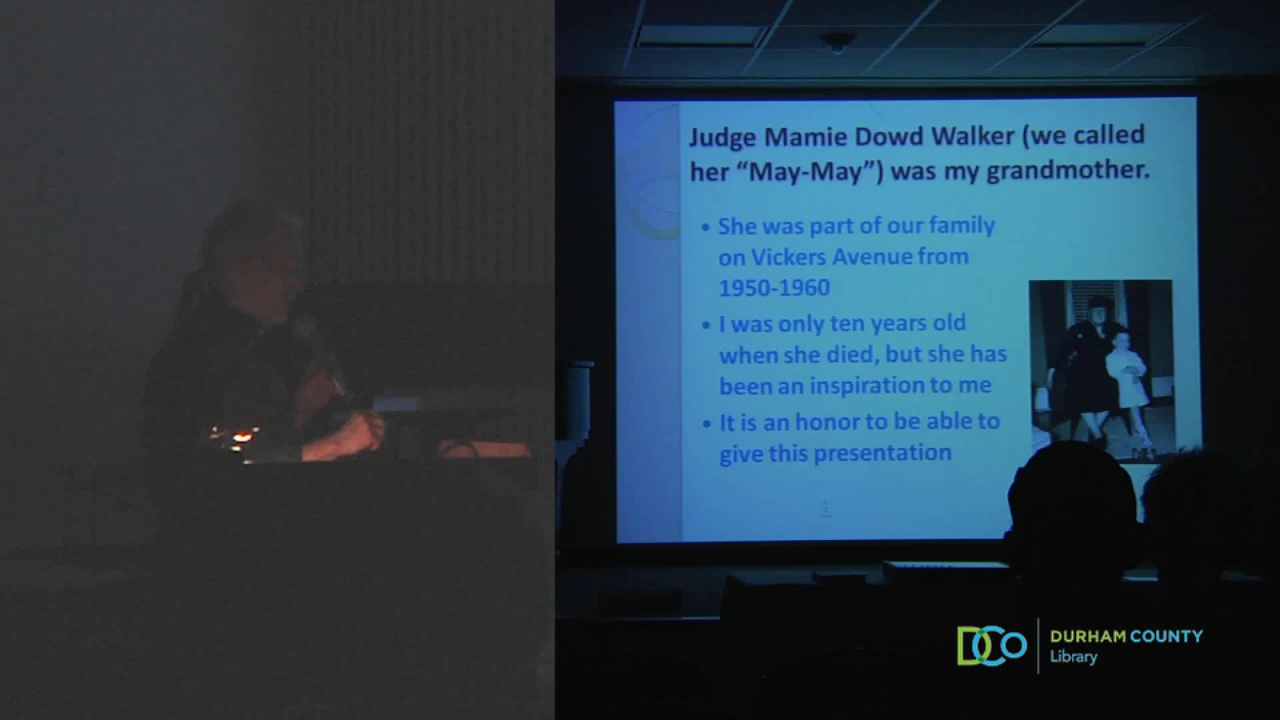 Judge Mamie Dowd Walker (we called
her “May-May”) was my grandmother.
• She was part of our family
on Vickers Avenue from
1950-1960
• I was only ten years old
when she died, but she has
been an inspiration to me
• It is an honor to be able to
give this presentation
DCo DURHAM COUNTY
Library